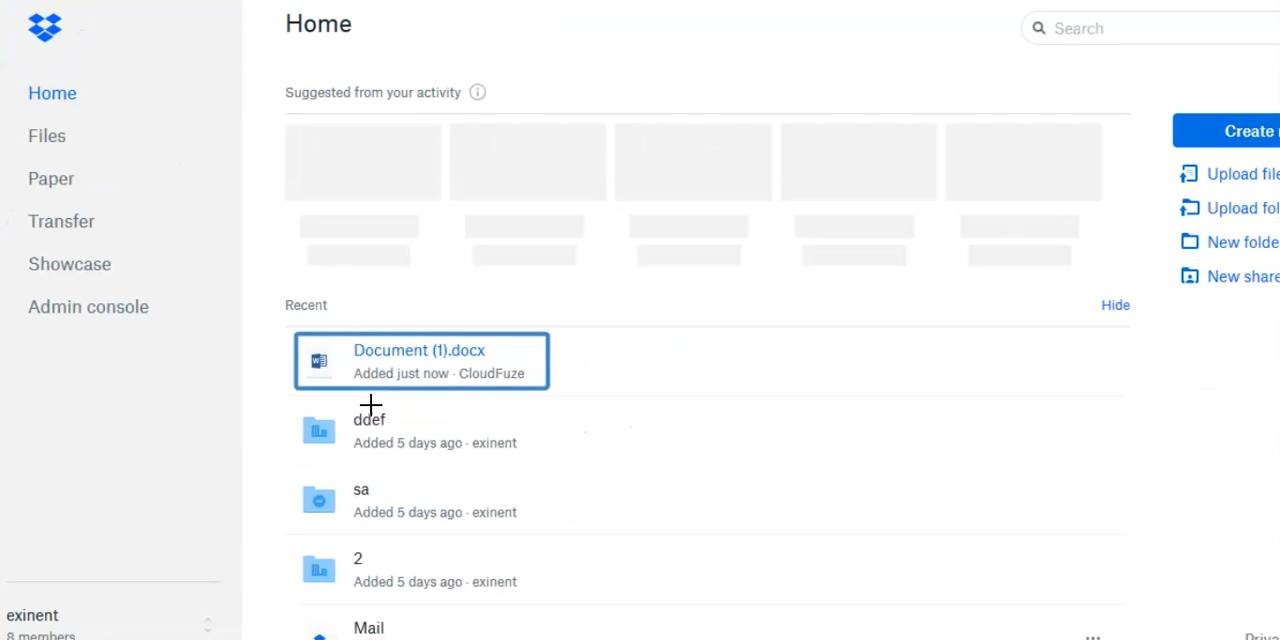 Home
Search
Home
Files
Paper
Transfer
Showcase
Admin console
exinent
8 members
Suggested from your activity
Recent
Hide
Document (1).docx
Added just now · CloudFuze
ddef
Added 5 days ago · exinent
sa
Added 5 days ago · exinent
2
Added 5 days ago · exinent
Mail
Create
Upload file
Upload fol
New folde
New share
Priva